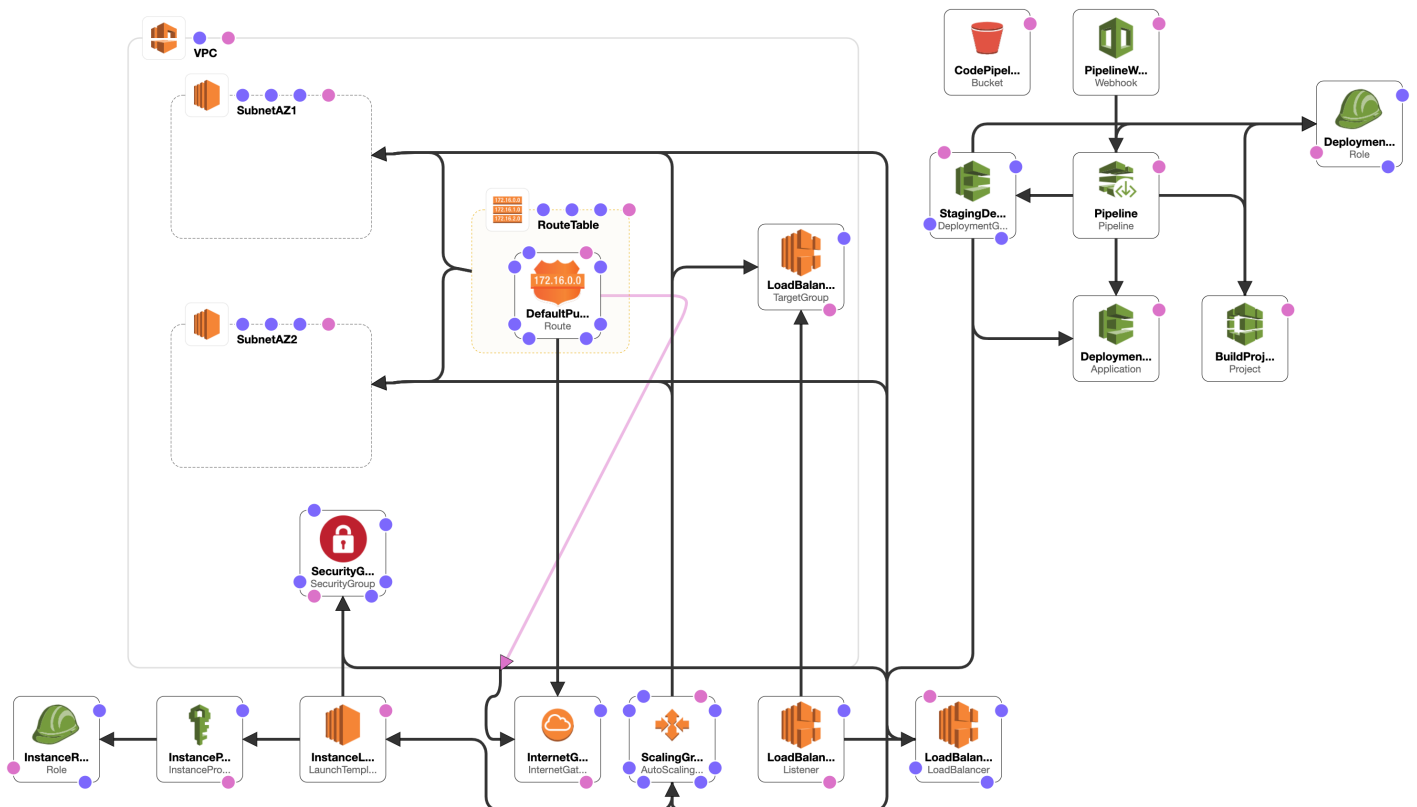 VPC
CodePipel...
Bucket
PipelineW...
Webhook
SubnetAZ1
Deploymen...
Role
172.16.0.0
172.16.1.0
172.16.2.0
RouteTable
StagingDe...
DeploymentG...
Pipeline
Pipeline
172.16.0.0
DefaultPu...
Route
LoadBalan...
TargetGroup
SubnetAZ2
Deploymen...
Application
BuildProj...
Project
SecurityG...
SecurityGroup
InstanceR...
Role
InstanceP...
InstancePro...
InstanceL...
LaunchTempl...
InternetG...
InternetGat...
ScalingGr...
AutoScaling...
LoadBalan...
Listener
LoadBalan...
LoadBalancer